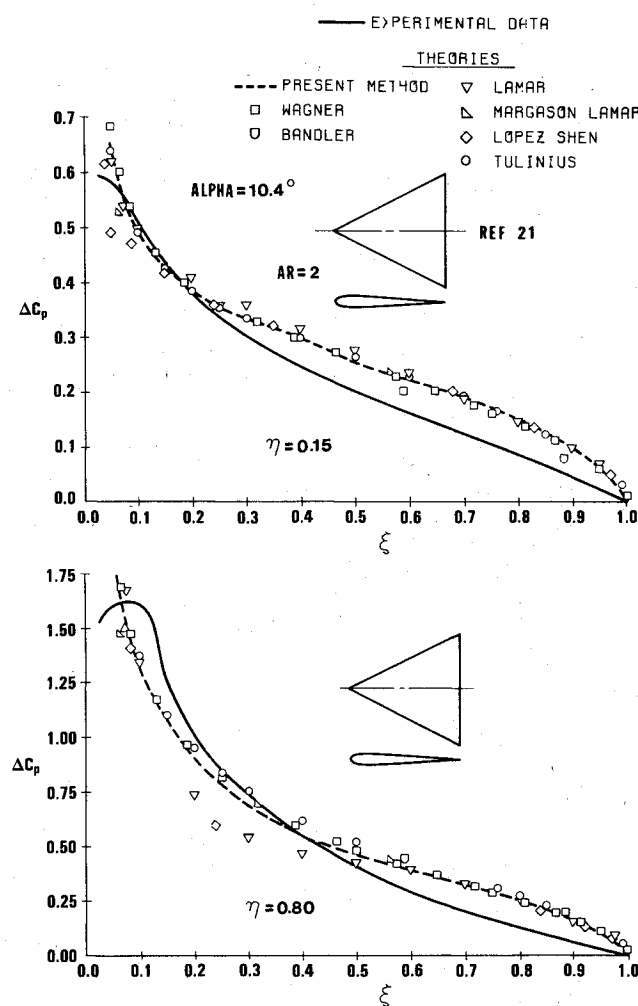 E)PERIMENTAL DATA
THEORIES
PRESENT MET40D
LAMAR
WAGNER
MARGASON LAMAR
BANDLER
LOPEZ SHEN
TULINIUS
0.7
0.6
0.5
0.4
0.3
0.2
0.1
0.0
ΔCp
ALPHA=10.4°
REF 21
AR=2
η=0.15
0.0 0.1 0.2 0.3 0.4 0.5 0.6 0.7 0.8 0.9 1.0
ξ
1.75
1.50
1.25
1.00
0.75
0.50
0.25
0.00
ΔCp
η=0.80
0.0 0.1 0.2 0.3 0.4 0.5 0.6 0.7 0.8 0.9 1.0
ξ